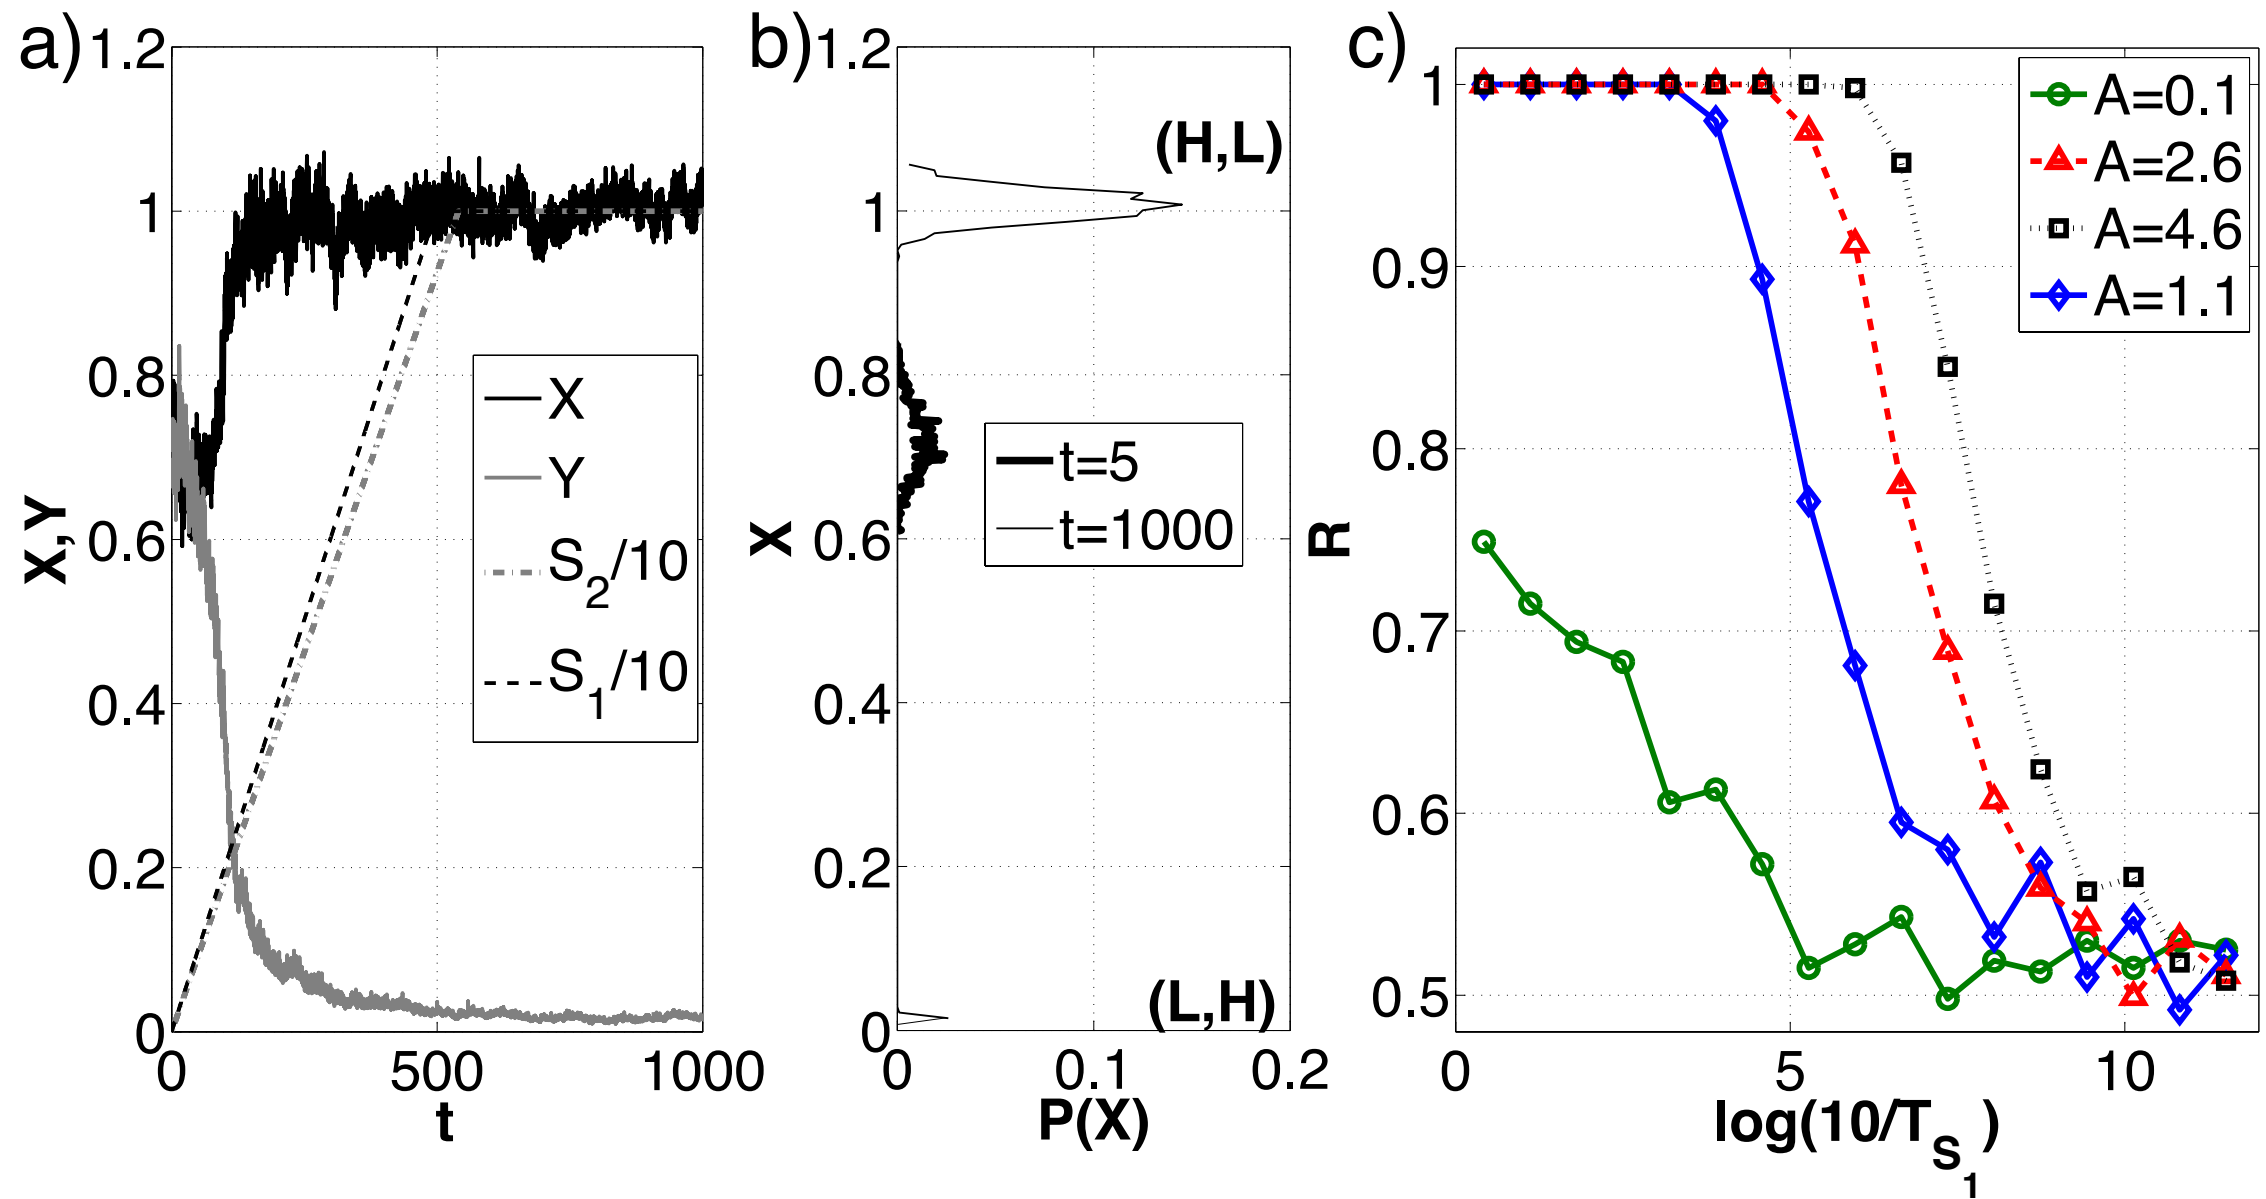 a)
1.2
1
0.8
0.6
0.4
0.2
0
X,Y
0
500
1000
t
X
Y
S2/10
S1/10
b)
1.2
1
0.8
0.6
0.4
0.2
0
X
0
0.1
0.2
P(X)
(H,L)
t=5
t=1000
(L,H)
c)
1
0.9
0.8
0.7
0.6
0.5
R
0
5
10
log(10/TS1)
A=0.1
A=2.6
A=4.6
A=1.1